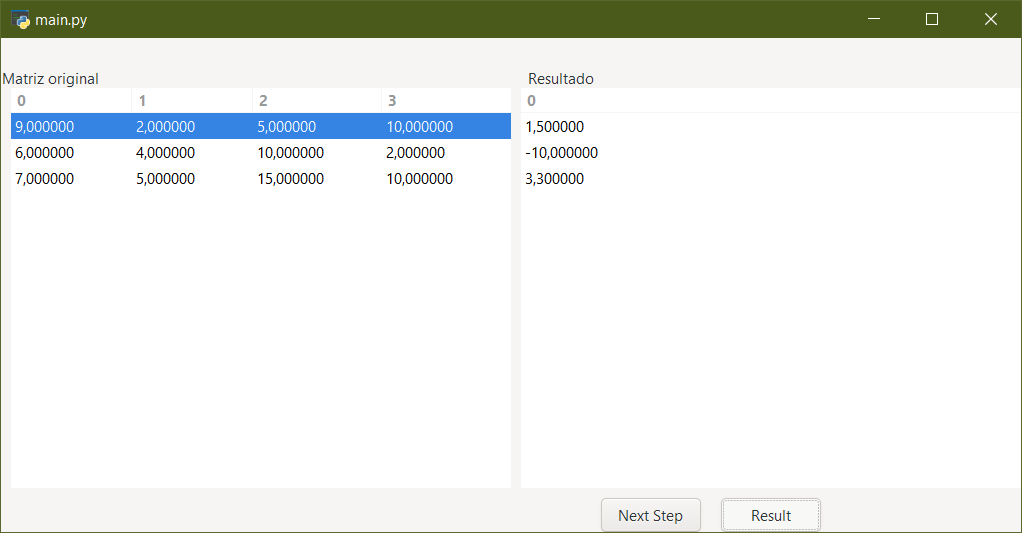 main.py
Matriz original
0 1 2 3
9,000000 2,000000 5,000000 10,000000
6,000000 4,000000 10,000000 2,000000
7,000000 5,000000 15,000000 10,000000
Resultado
0
1,500000
-10,000000
3,300000
Next Step
Result